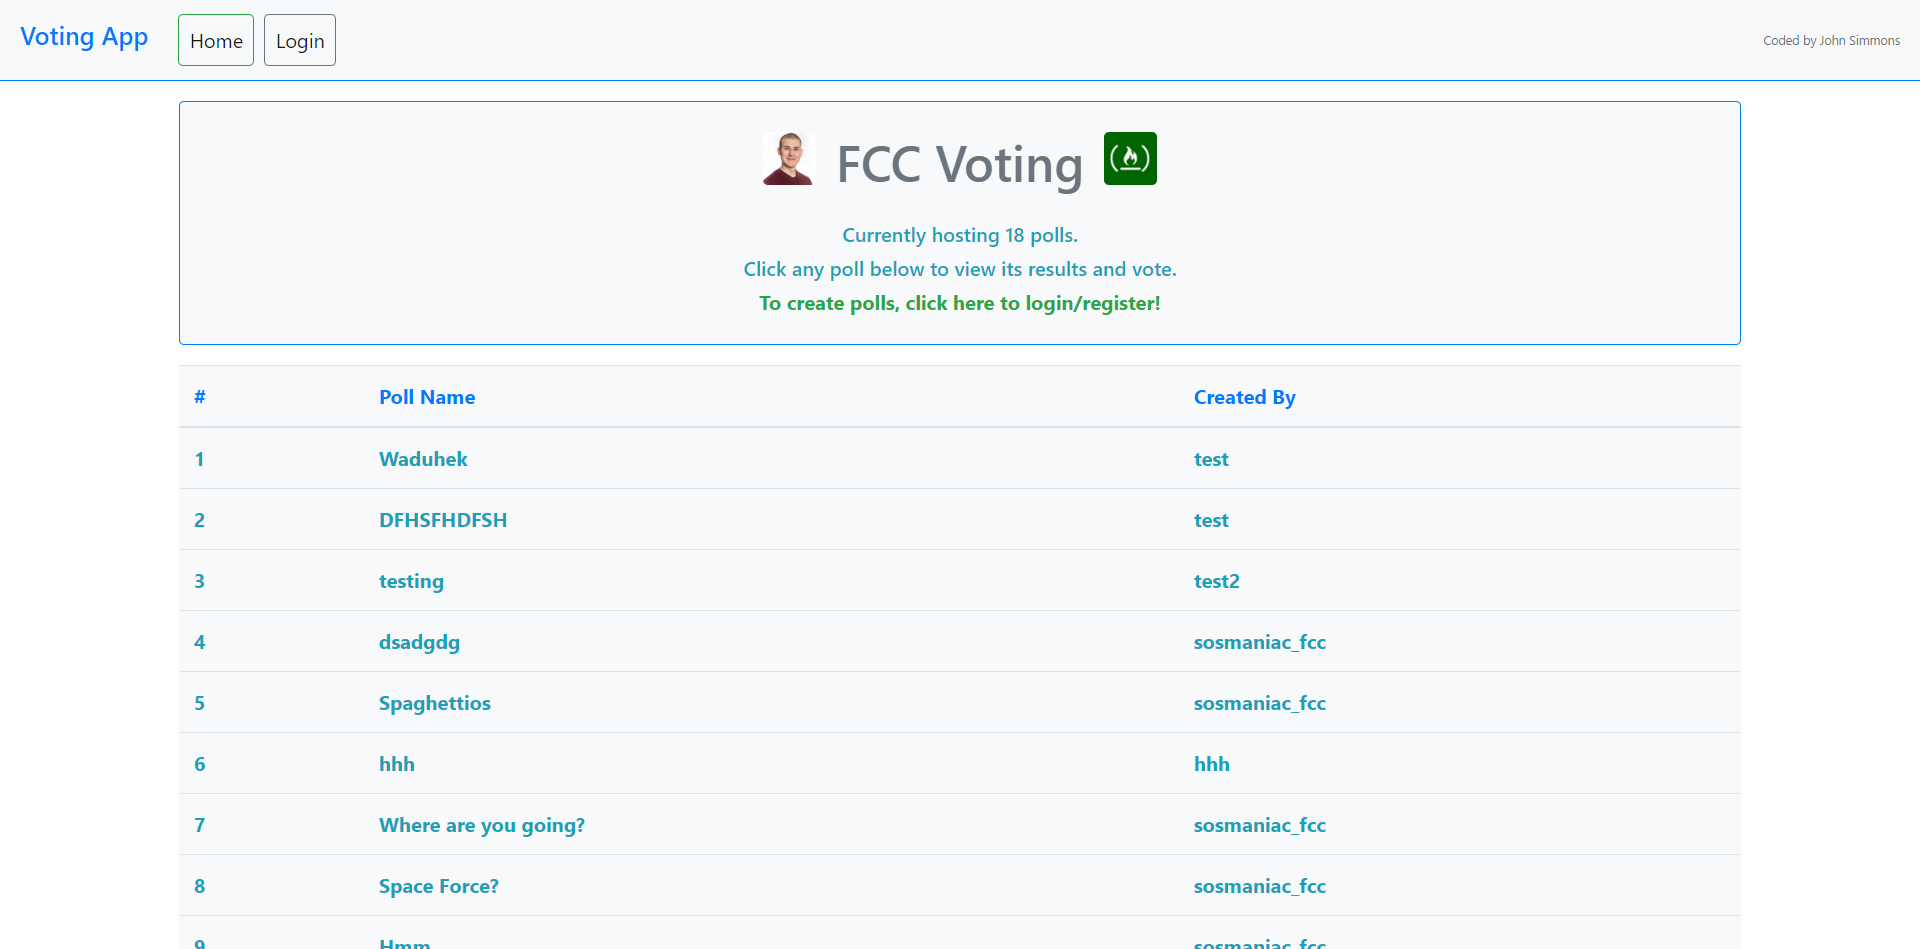 Voting App Home Login Coded by John Simmons
FCC Voting
Currently hosting 18 polls.
Click any poll below to view its results and vote.
To create polls, click here to login/register!
# Poll Name Created By
1 Waduhek test
2 DFHSFHDFSH test
3 testing test2
4 dsadgdg sosmaniac_fcc
5 Spaghettios sosmaniac_fcc
6 hhh hhh
7 Where are you going? sosmaniac_fcc
8 Space Force? sosmaniac_fcc
9 Hmm sosmaniac_fcc